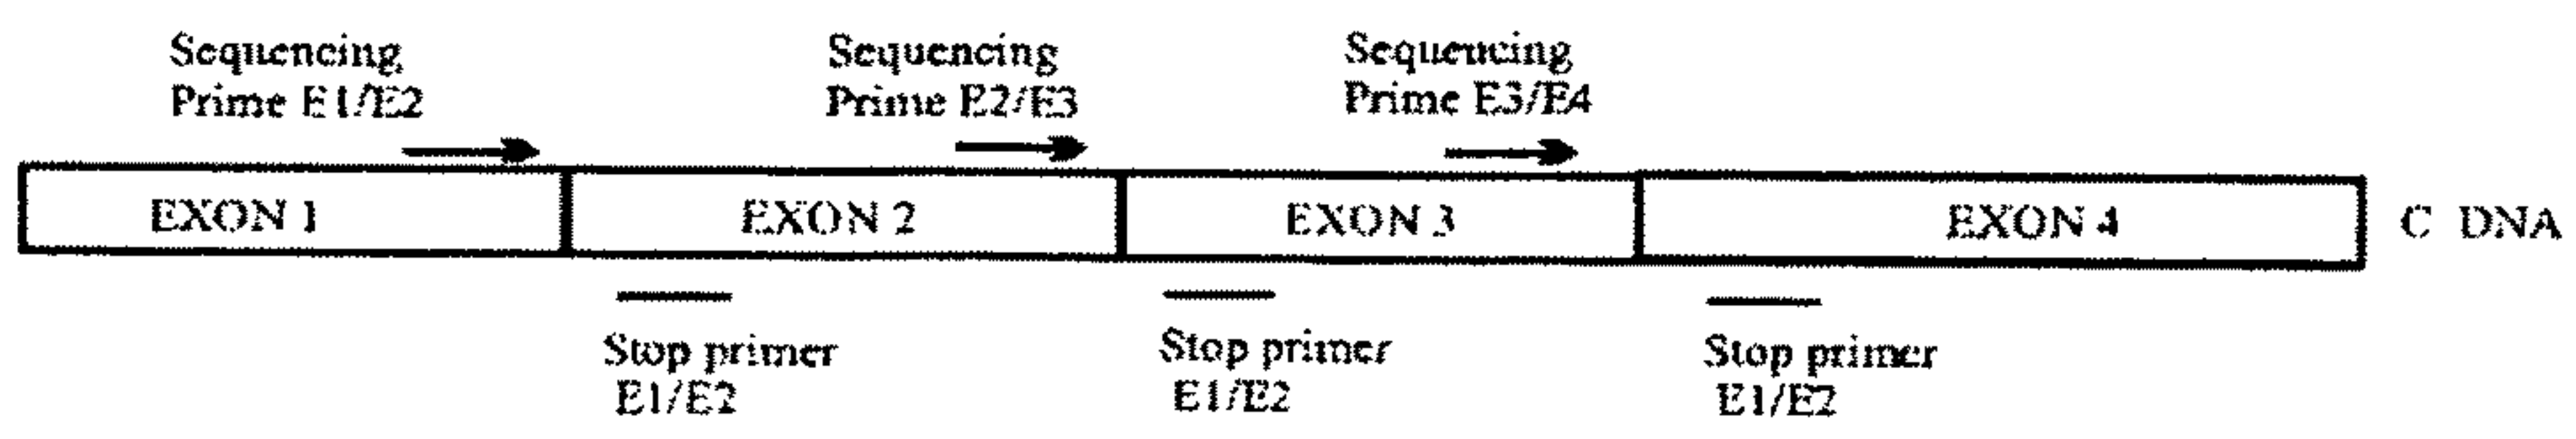 Sequencing
Prime E1/E2
Sequencing
Prime E2/E3
Sequencing
Prime E3/E4
EXON 1
EXON 2
EXON 3
EXON 4
C DNA
Stop primer
E1/E2
Stop primer
E1/E2
Stop primer
E1/E2